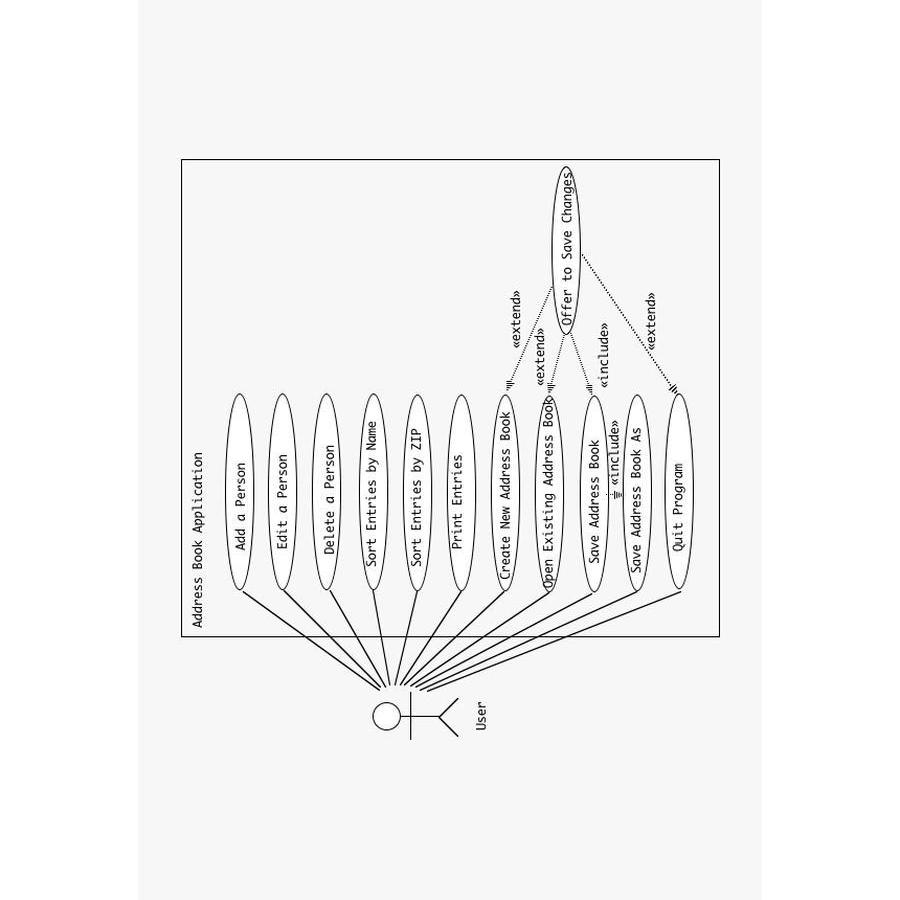 Address Book Application
Add a Person
Edit a Person
Delete a Person
Sort Entries by Name
Sort Entries by ZIP
Print Entries
Create New Address Book
Open Existing Address Book
Save Address Book
Save Address Book As
Quit Program
Offer to Save Changes
«extend»
«extend»
«include»
«extend»
«include»
User